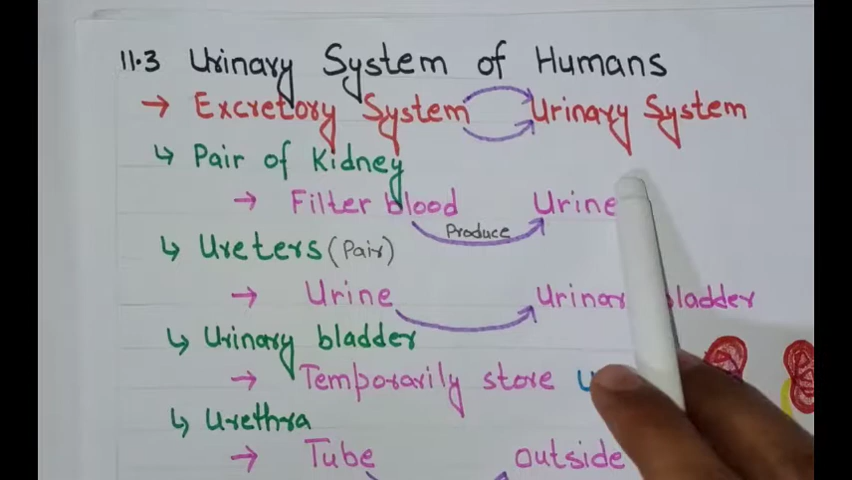 11.3 Urinary System of Humans
→ Excretory System Urinary System
↳ Pair of Kidney
→ Filter blood Produce Urine
↳ Ureters (Pair)
→ Urine Urinary bladder
↳ Urinary bladder
→ Temporarily store
↳ Urethra
→ Tube outside